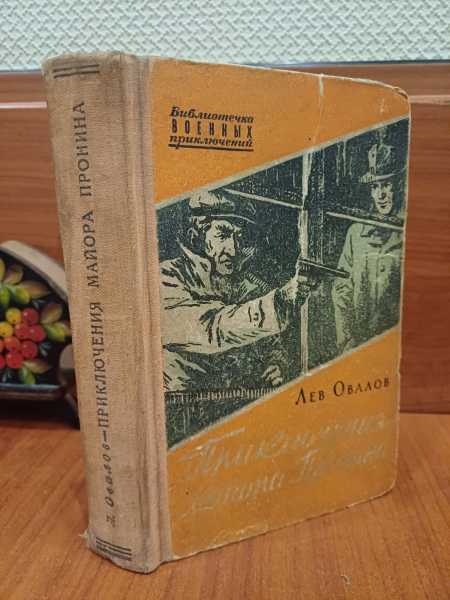 Л. Овалов — ПРИКЛЮЧЕНИЯ МАЙОРА ПРОНИНА
Библиотечка
ВОЕННЫХ
приключений
Лев Овалов
Приключения
майора Пронина